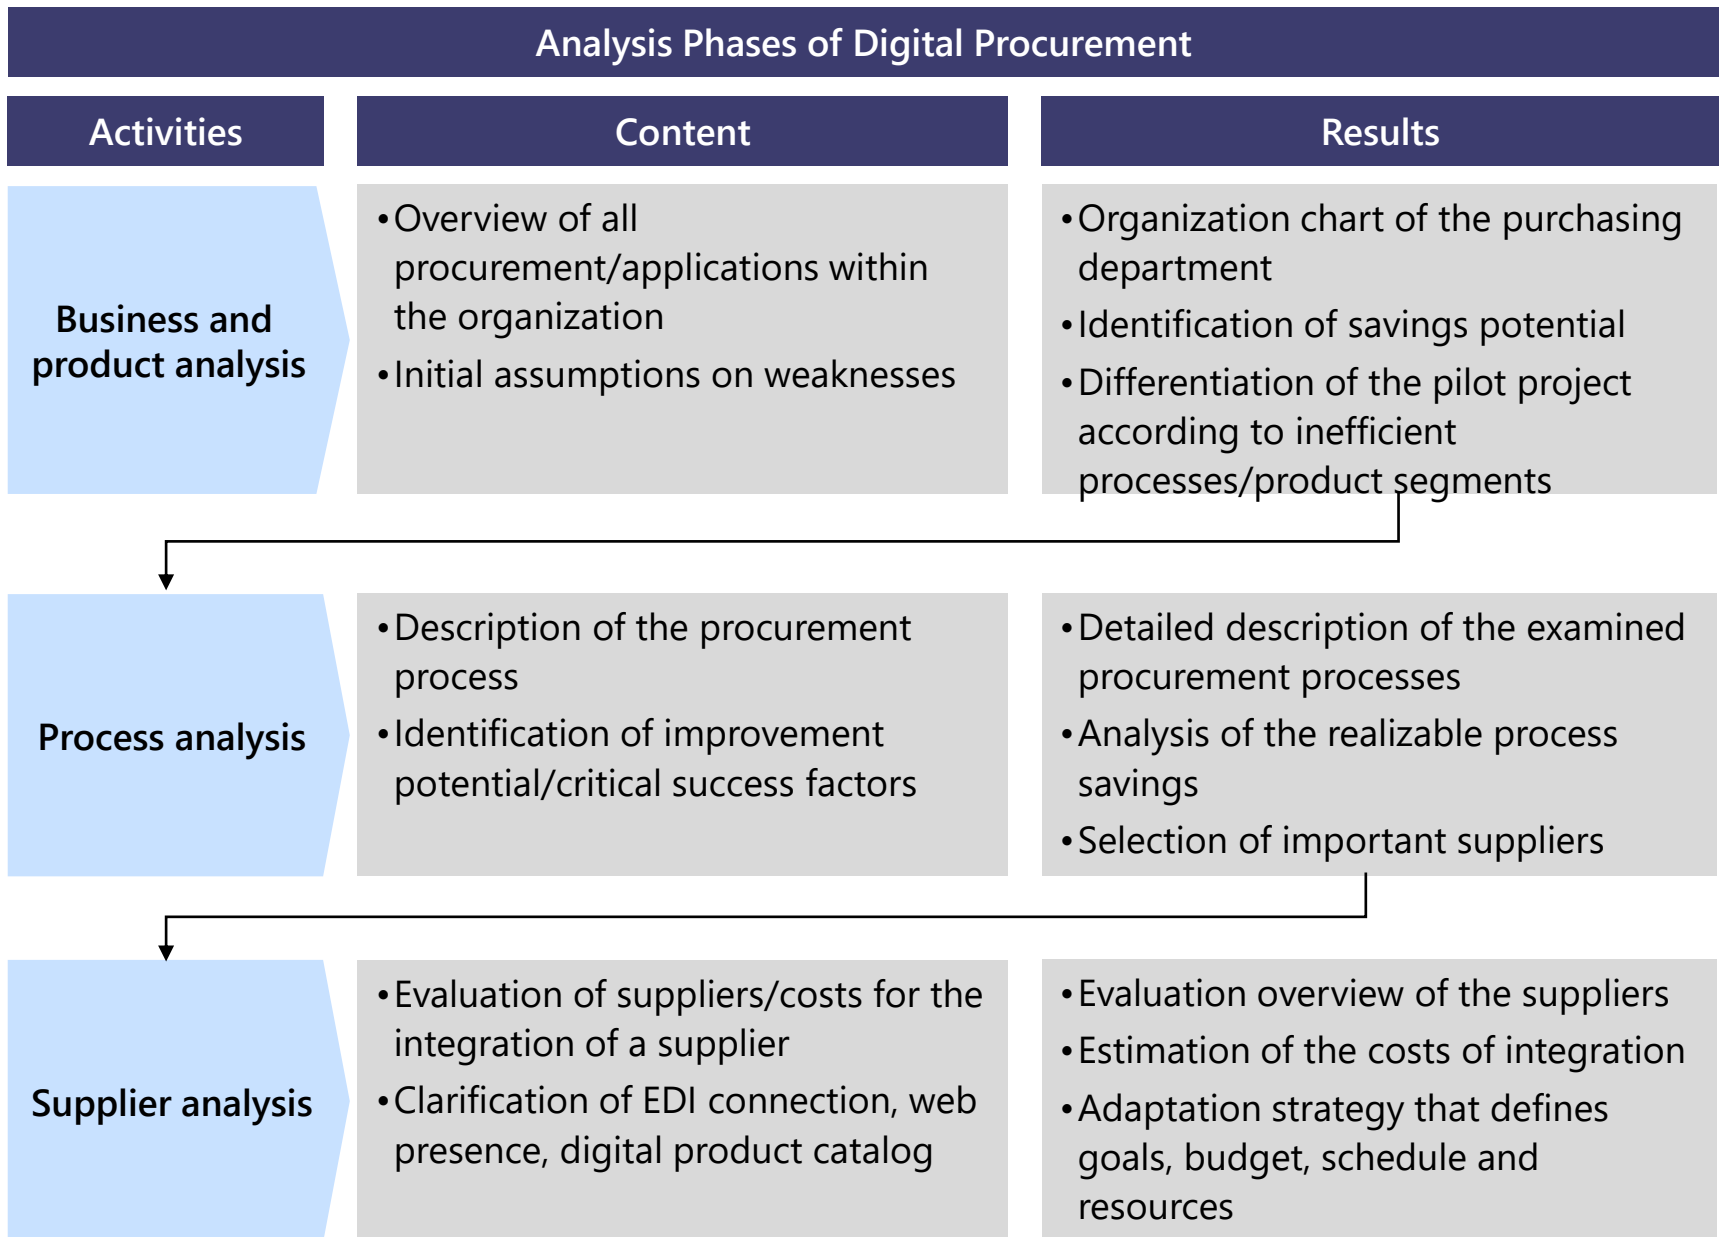 Analysis Phases of Digital Procurement
Activities
Content
Results
Business and
product analysis
•Overview of all
procurement/applications within
the organization
•Initial assumptions on weaknesses
•Organization chart of the purchasing
department
•Identification of savings potential
•Differentiation of the pilot project
according to inefficient
processes/product segments
Process analysis
•Description of the procurement
process
•Identification of improvement
potential/critical success factors
•Detailed description of the examined
procurement processes
•Analysis of the realizable process
savings
•Selection of important suppliers
Supplier analysis
•Evaluation of suppliers/costs for the
integration of a supplier
•Clarification of EDI connection, web
presence, digital product catalog
•Evaluation overview of the suppliers
•Estimation of the costs of integration
•Adaptation strategy that defines
goals, budget, schedule and
resources